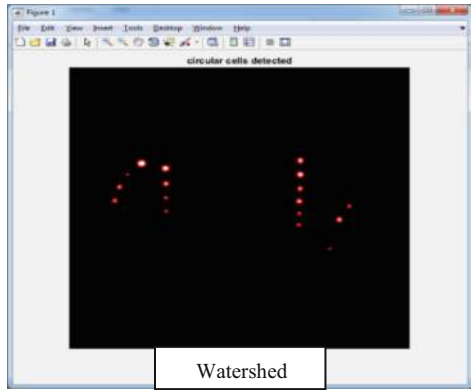 Figure 1
File Edit View Insert Tools Desktop Window Help
circular cells detected
Watershed